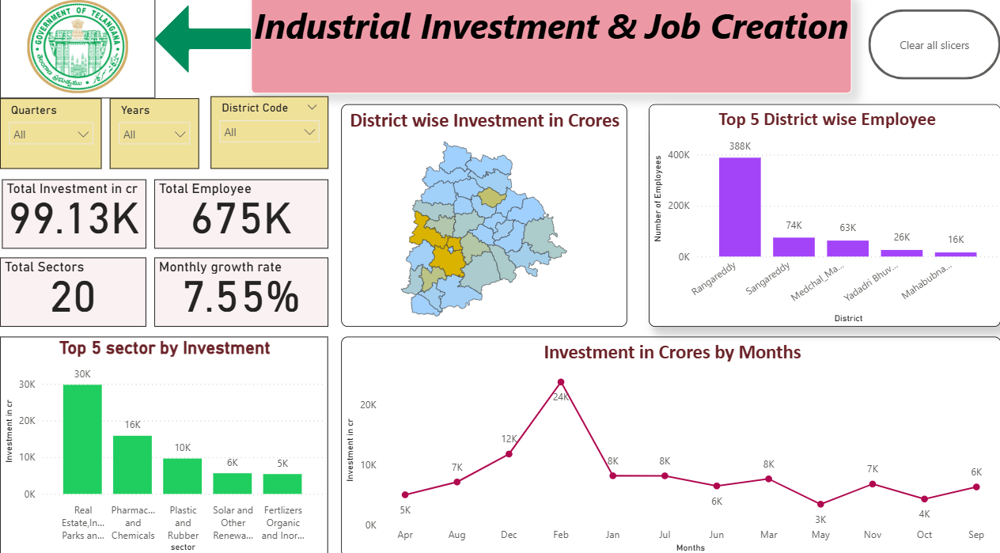 GOVERNMENT OF TELANGANA
Industrial Investment & Job Creation
Clear all slicers
Quarters
All
Years
All
District Code
All
Total Investment in cr
99.13K
Total Employee
675K
Total Sectors
20
Monthly growth rate
7.55%
District wise Investment in Crores
Top 5 District wise Employee
Number of Employees
400K
200K
0K
388K
74K
63K
26K
16K
Rangareddy
Sangareddy
Medchal_Ma...
Yadadri Bhuv...
Mahabubna...
District
Top 5 sector by Investment
Investment in cr
30K
20K
10K
0K
30K
16K
10K
6K
5K
Real
Estate,In...
Parks an...
Pharmac...
and
Chemicals
Plastic
and
Rubber
Solar and
Other
Renewa...
Fertlizers
Organic
and Inor...
sector
Investment in Crores by Months
Investment in cr
20K
10K
0K
5K
7K
12K
24K
8K
8K
6K
8K
3K
7K
4K
6K
Apr
Aug
Dec
Feb
Jan
Jul
Jun
Mar
May
Nov
Oct
Sep
Months